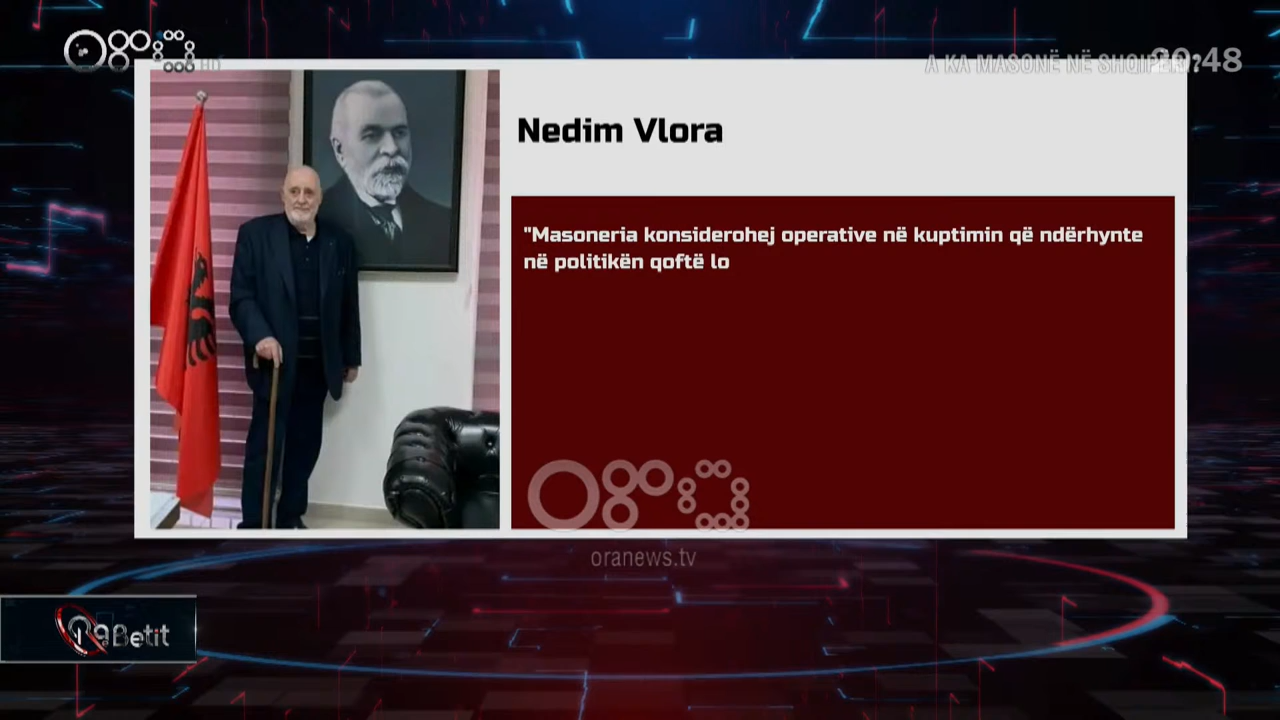 HD
A KA MASONË NË SHQIPËRI?
20:48
Nedim Vlora
"Masoneria konsiderohej operative në kuptimin që ndërhynte
në politikën qoftë lo
oranews.tv
Betit